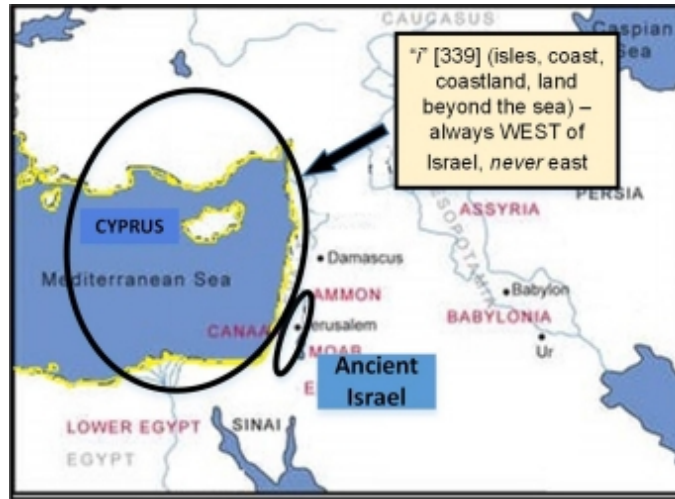 CAUCASUS
Caspian
Sea
“i” [339] (isles, coast,
coastland, land
beyond the sea) –
always WEST of
Israel, never east
PERSIA
ASSYRIA
CYPRUS
Damascus
Mediterranean Sea
AMMON
Babylon
BABYLONIA
CANAA
erusalem
MOAB
Ur
Ancient
Israel
E
LOWER EGYPT
SINAI
EGYPT